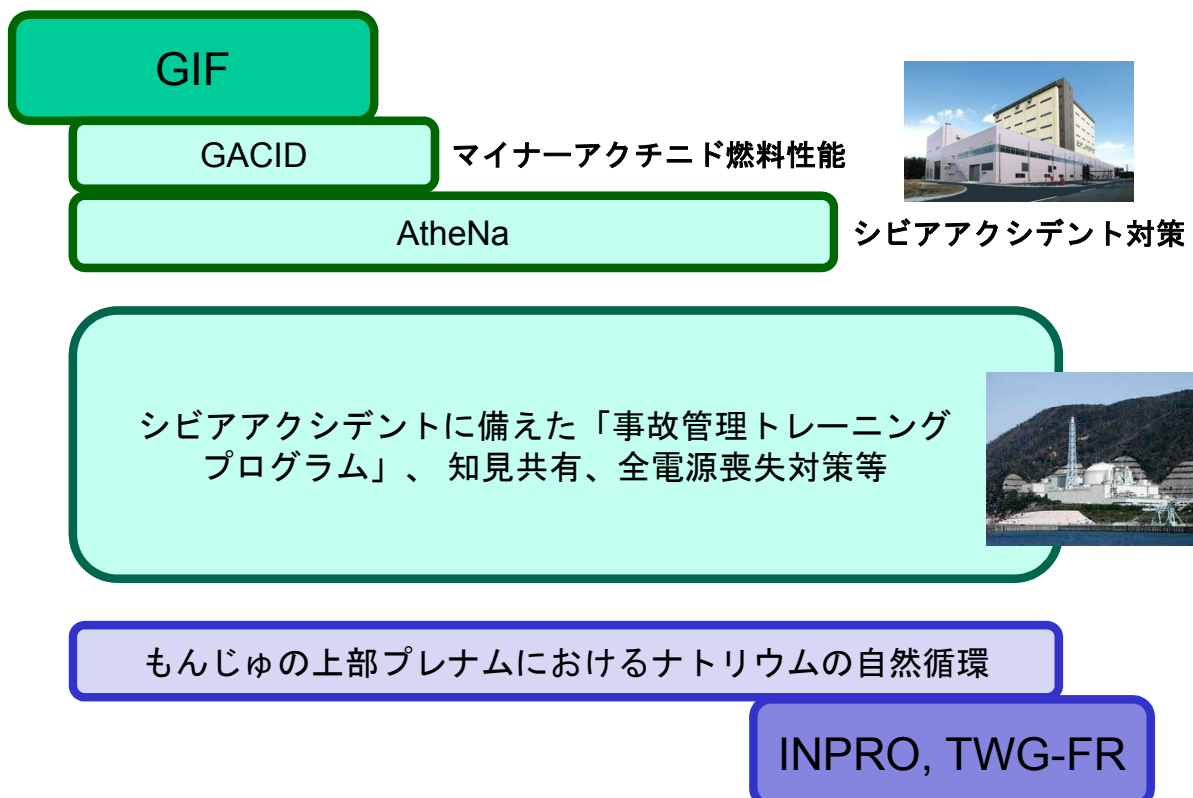 GIF
GACID
マイナーアクチニド燃料性能
AtheNa
シビアアクシデント対策
シビアアクシデントに備えた「事故管理トレーニング
プログラム」、 知見共有、全電源喪失対策等
もんじゅの上部プレナムにおけるナトリウムの自然循環
INPRO, TWG-FR